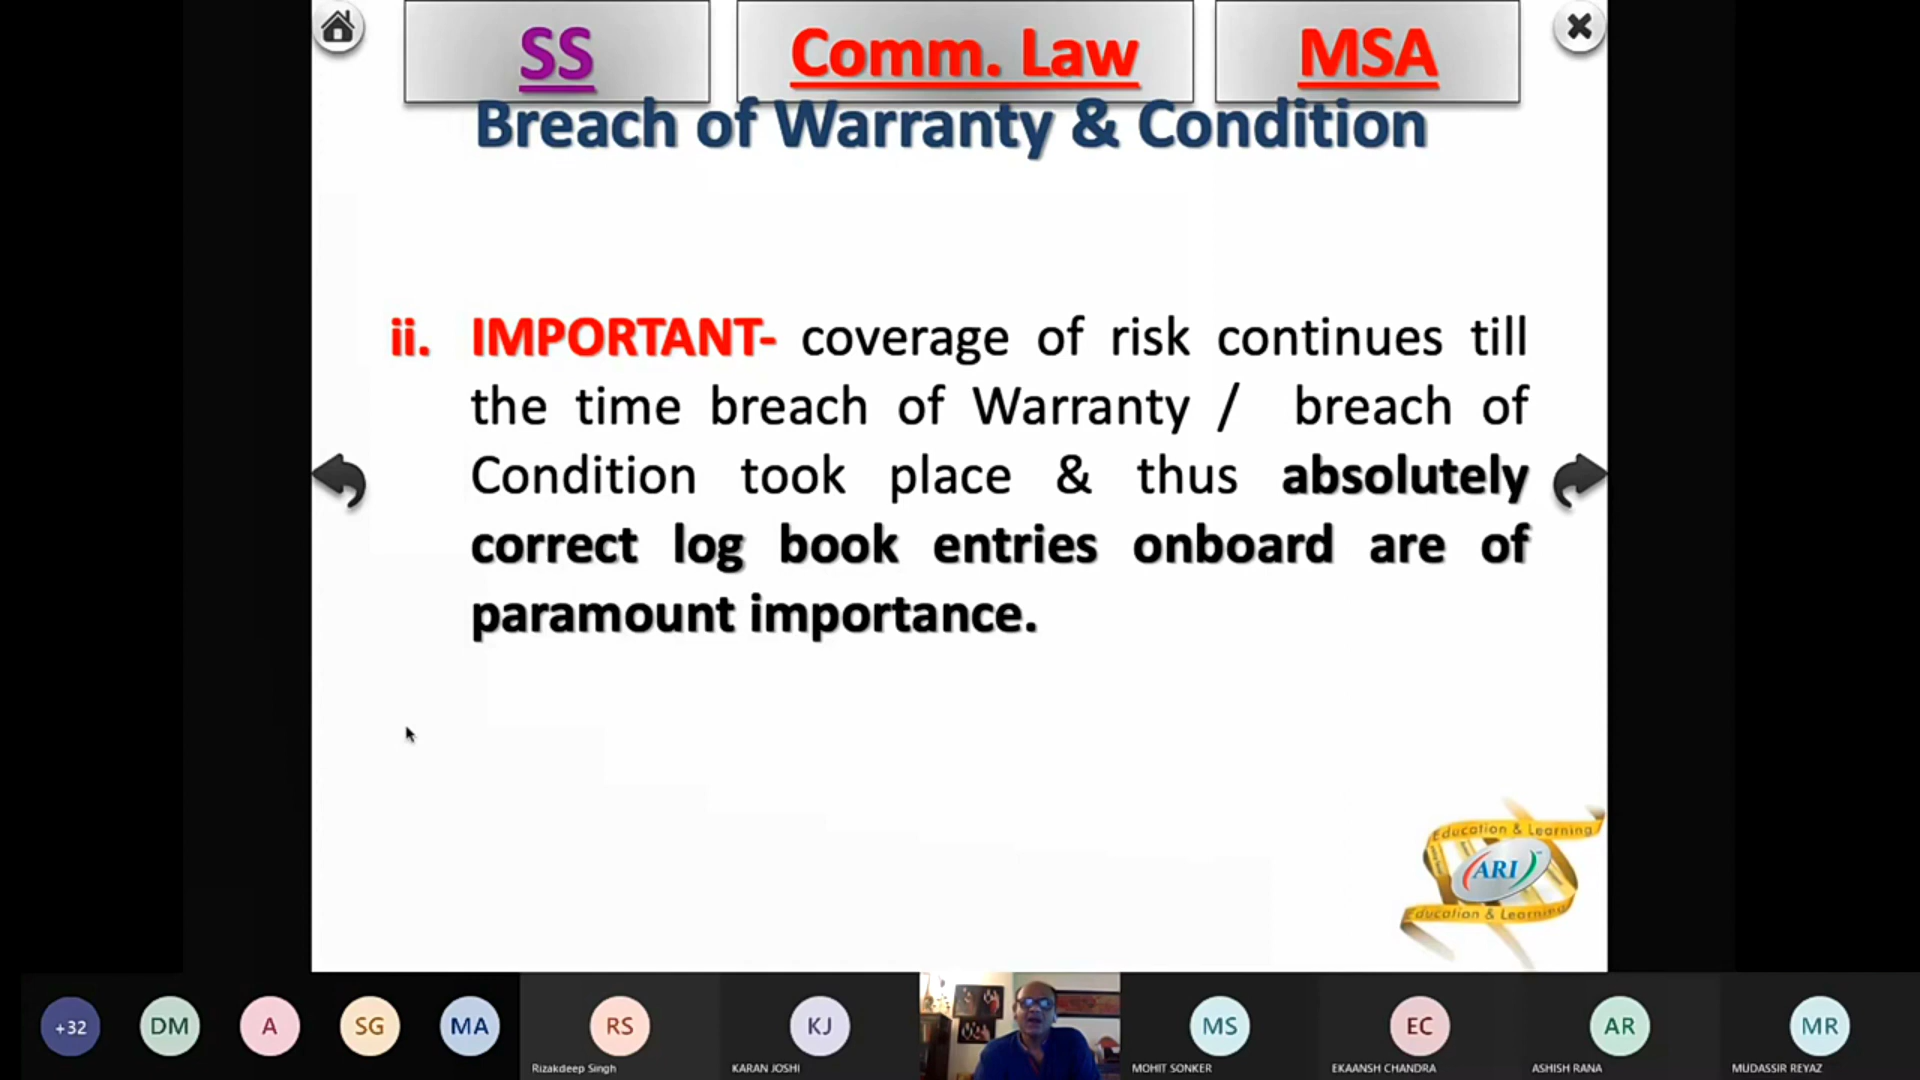 SS
Comm. Law
MSA
Breach of Warranty & Condition
ii. IMPORTANT- coverage of risk continues till
the time breach of Warranty / breach of
Condition took place & thus absolutely
correct log book entries onboard are of
paramount importance.
Education & Learning
ARI
Education & Learning
+32
DM
A
SG
MA
RS
KJ
MS
EC
AR
MR
Rizakdeep Singh
KARAN JOSHI
MOHIT SONKER
EKAANSH CHANDRA
ASHISH RANA
MUDASSIR REYAZ